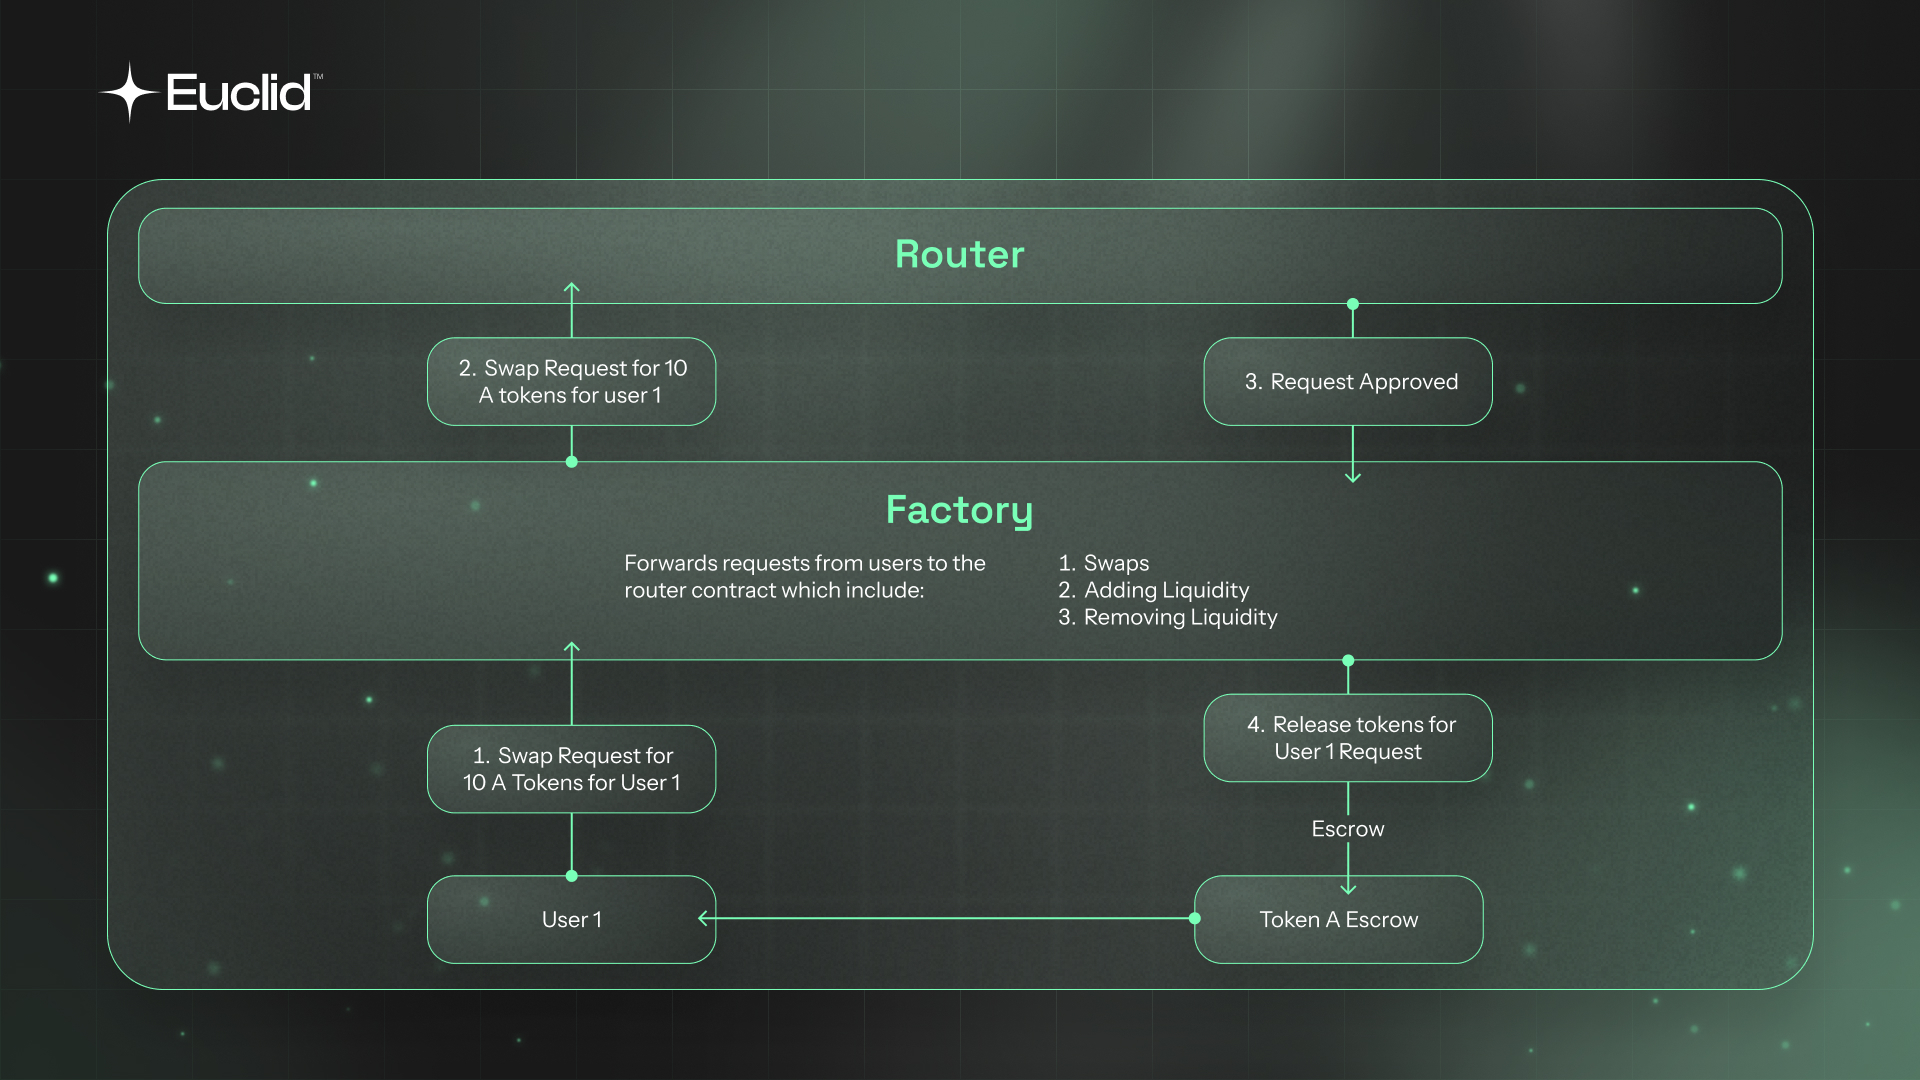 Euclid™
Router
2. Swap Request for 10
A tokens for user 1
3. Request Approved
Factory
Forwards requests from users to the
router contract which include:
1. Swaps
2. Adding Liquidity
3. Removing Liquidity
1. Swap Request for
10 A Tokens for User 1
4. Release tokens for
User 1 Request
Escrow
User 1
Token A Escrow